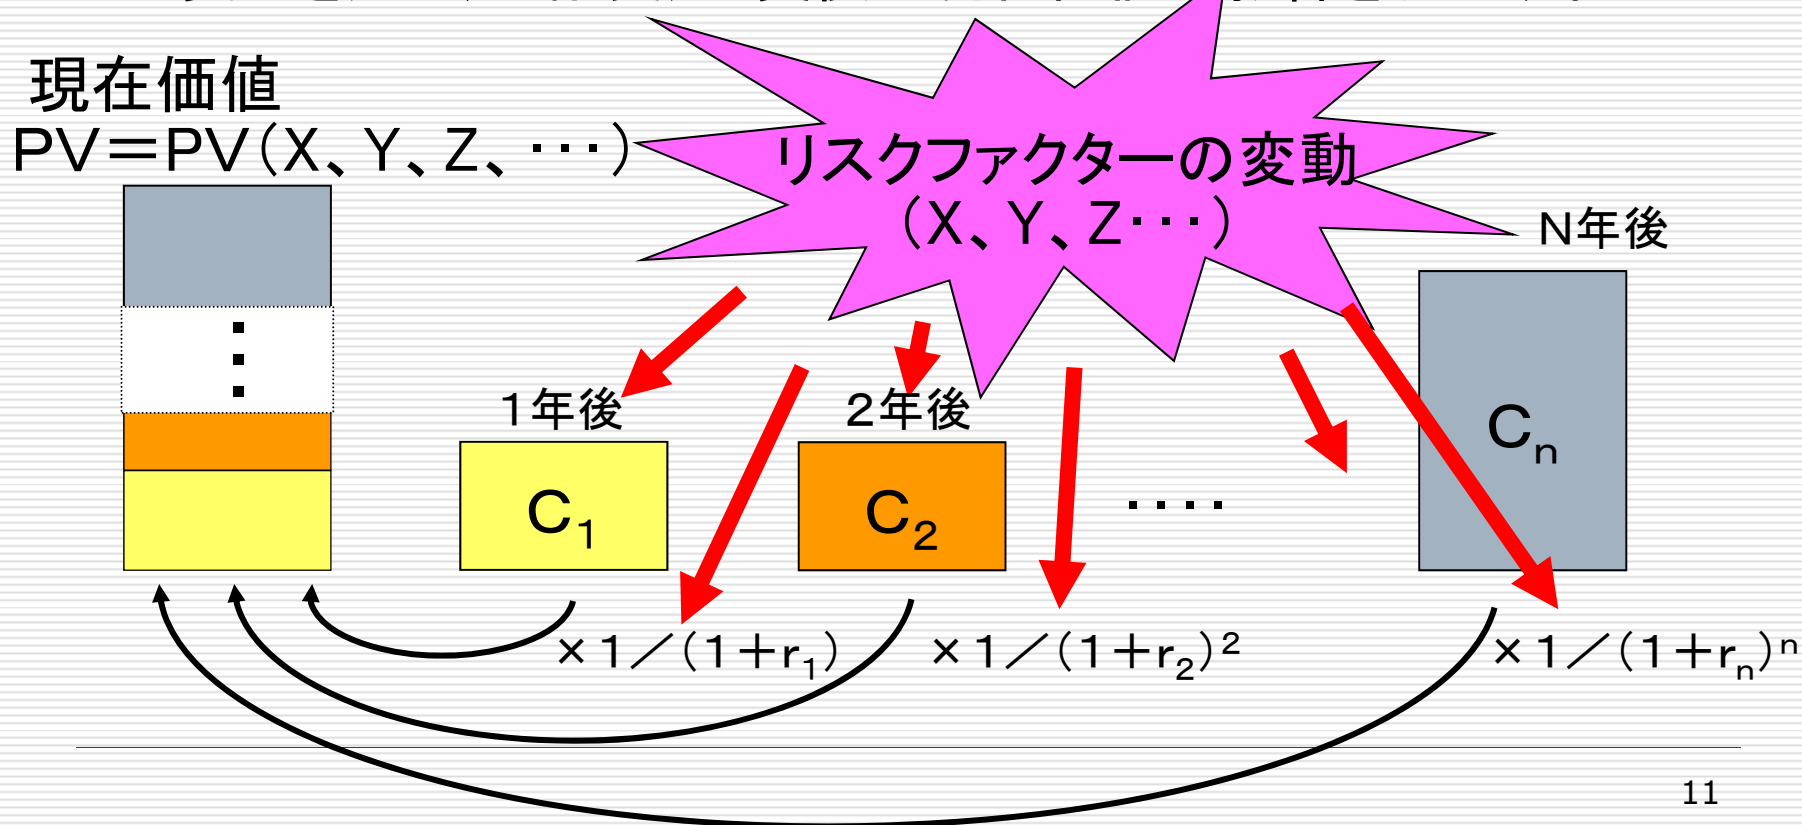 現在価値
PV＝PV（X、Y、Z、・・・）
リスクファクターの変動
（X、Y、Z・・・）
N年後
1年後
2年後
C1
C2
・・・・
Cn
×1／(1＋r1)
×1／(1＋r2)²
×1／(1＋rn)ⁿ
11